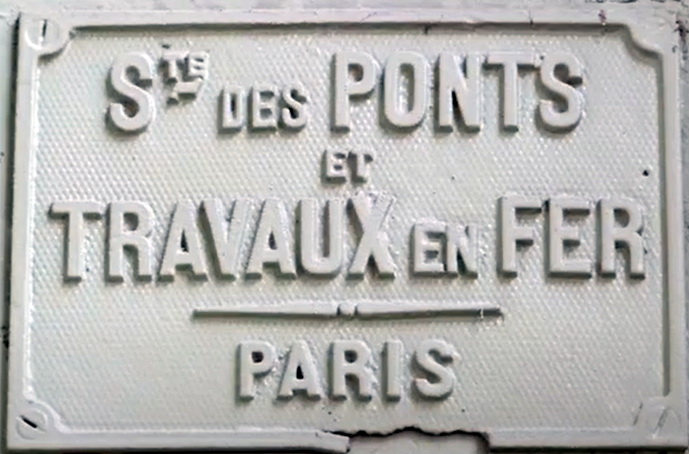 STE DES PONTS
ET
TRAVAUX EN FER
PARIS